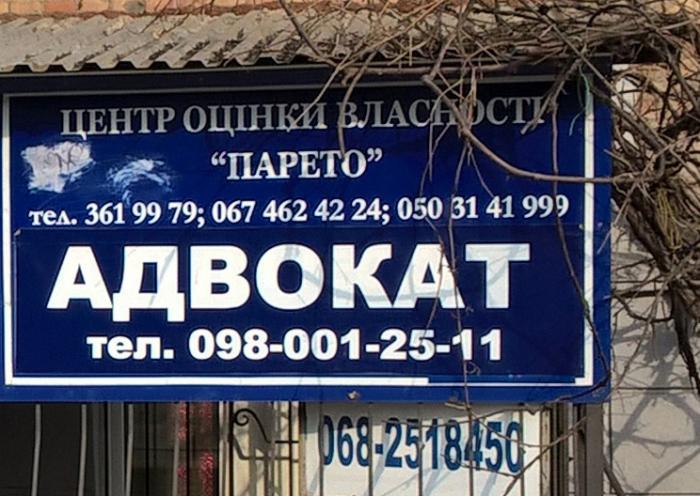 ЦЕНТР ОЦІНКИ ВЛАСНОСТІ
“ПАРЕТО”
тел. 361 99 79; 067 462 42 24; 050 31 41 999
АДВОКАТ
тел. 098-001-25-11
068-2518450